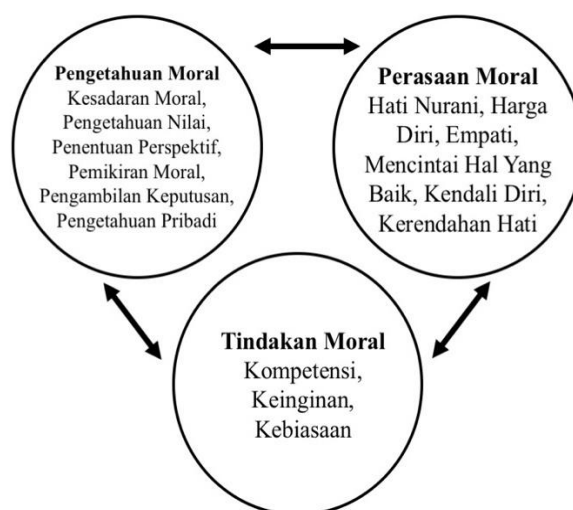 Pengetahuan Moral
Kesadaran Moral,
Pengetahuan Nilai,
Penentuan Perspektif,
Pemikiran Moral,
Pengambilan Keputusan,
Pengetahuan Pribadi
Perasaan Moral
Hati Nurani, Harga
Diri, Empati,
Mencintai Hal Yang
Baik, Kendali Diri,
Kerendahan Hati
Tindakan Moral
Kompetensi,
Keinginan,
Kebiasaan